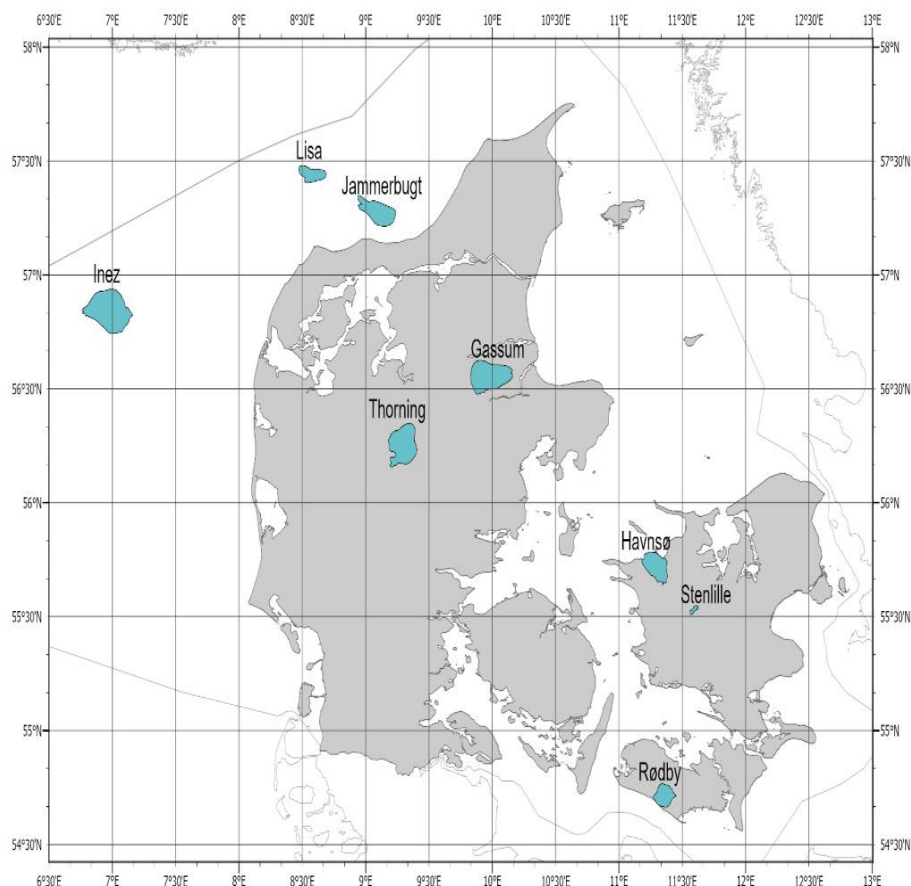 6°30'E 7°E 7°30'E 8°E 8°30'E 9°E 9°30'E 10°E 10°30'E 11°E 11°30'E 12°E 12°30'E 13°E
58°N 58°N
Lisa
57°30'N 57°30'N
Jammerbugt
Inez
57°N 57°N
Gassum
56°30'N 56°30'N
Thorning
56°N 56°N
Havnsø
Stenlille
55°30'N 55°30'N
55°N 55°N
Rødby
54°30'N 54°30'N
6°30'E 7°E 7°30'E 8°E 8°30'E 9°E 9°30'E 10°E 10°30'E 11°E 11°30'E 12°E 12°30'E 13°E